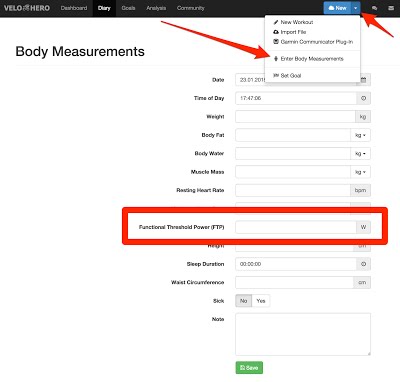 VELOHERO Dashboard Diary Goals Analysis Community New
New Workout
Import File
Garmin Communicator Plug-In
Enter Body Measurements
Set Goal
Body Measurements
Date 23.01.201
Time of Day 17:47:06
Weight kg
Body Fat kg
Body Water kg
Muscle Mass kg
Resting Heart Rate bpm
Functional Threshold Power (FTP) W
Height cm
Sleep Duration 00:00:00
Waist Circumference cm
Sick No Yes
Note
Save